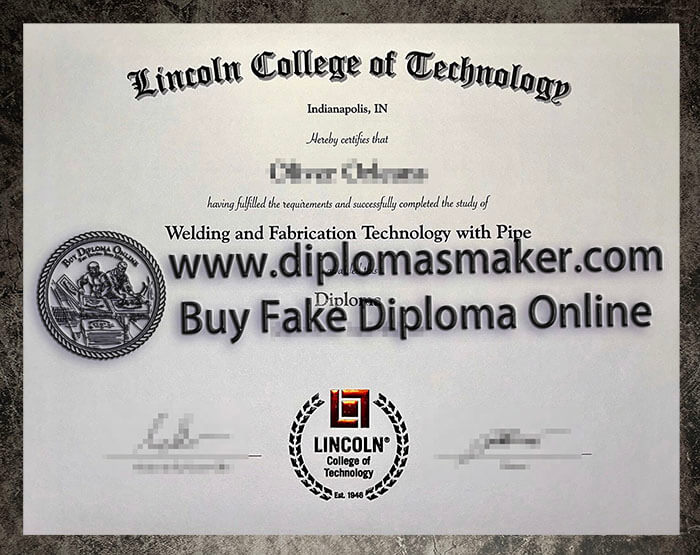 Lincoln College of Technology
Indianapolis, IN
Hereby certifies that
having fulfilled the requirements and successfully completed the study of
Welding and Fabrication Technology with Pipe
BUY DIPLOMA ONLINE
www.diplomasmaker.com
Diploma
Buy Fake Diploma Online
LINCOLN®
College of
Technology
Est. 1946